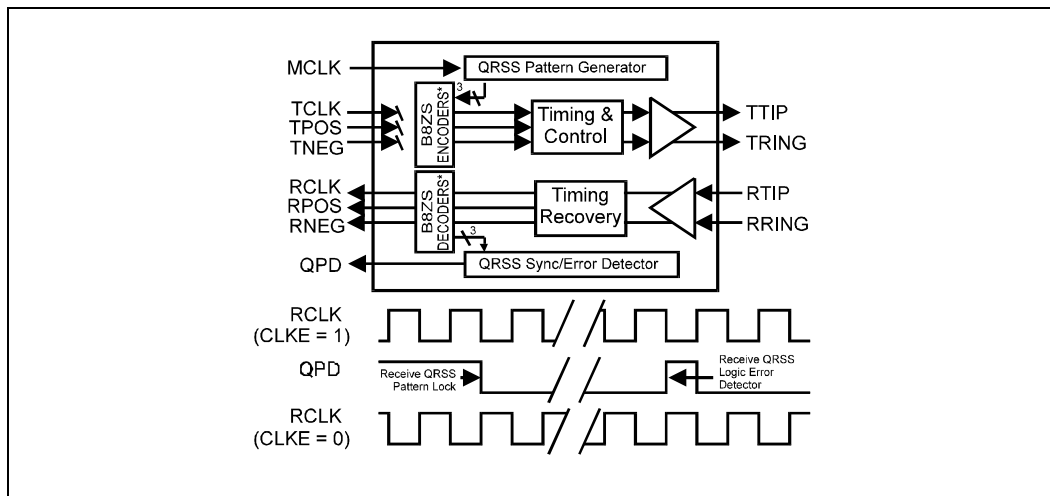 MCLK
QRSS Pattern Generator
3
TCLK
TPOS
TNEG
B8ZS
ENCODERS*
Timing &
Control
TTIP
TRING
RCLK
RPOS
RNEG
B8ZS
DECODERS*
Timing
Recovery
RTIP
RRING
3
QPD
QRSS Sync/Error Detector
RCLK
(CLKE = 1)
QPD
Receive QRSS
Pattern Lock
Receive QRSS
Logic Error
Detector
RCLK
(CLKE = 0)